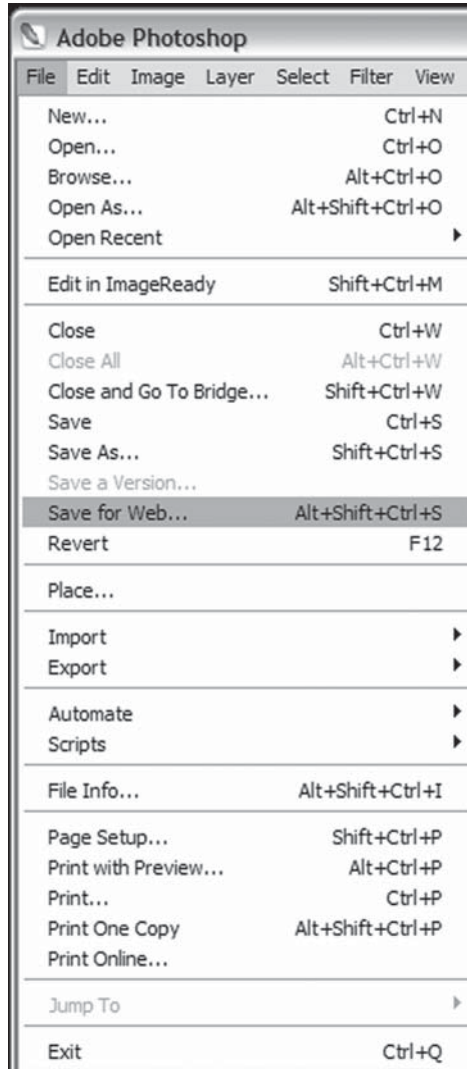 Adobe Photoshop
File Edit Image Layer Select Filter View
New... Ctrl+N
Open... Ctrl+O
Browse... Alt+Ctrl+O
Open As... Alt+Shift+Ctrl+O
Open Recent
Edit in ImageReady Shift+Ctrl+M
Close Ctrl+W
Close All Alt+Ctrl+W
Close and Go To Bridge... Shift+Ctrl+W
Save Ctrl+S
Save As... Shift+Ctrl+S
Save a Version...
Save for Web... Alt+Shift+Ctrl+S
Revert F12
Place...
Import
Export
Automate
Scripts
File Info... Alt+Shift+Ctrl+I
Page Setup... Shift+Ctrl+P
Print with Preview... Alt+Ctrl+P
Print... Ctrl+P
Print One Copy Alt+Shift+Ctrl+P
Print Online...
Jump To
Exit Ctrl+Q